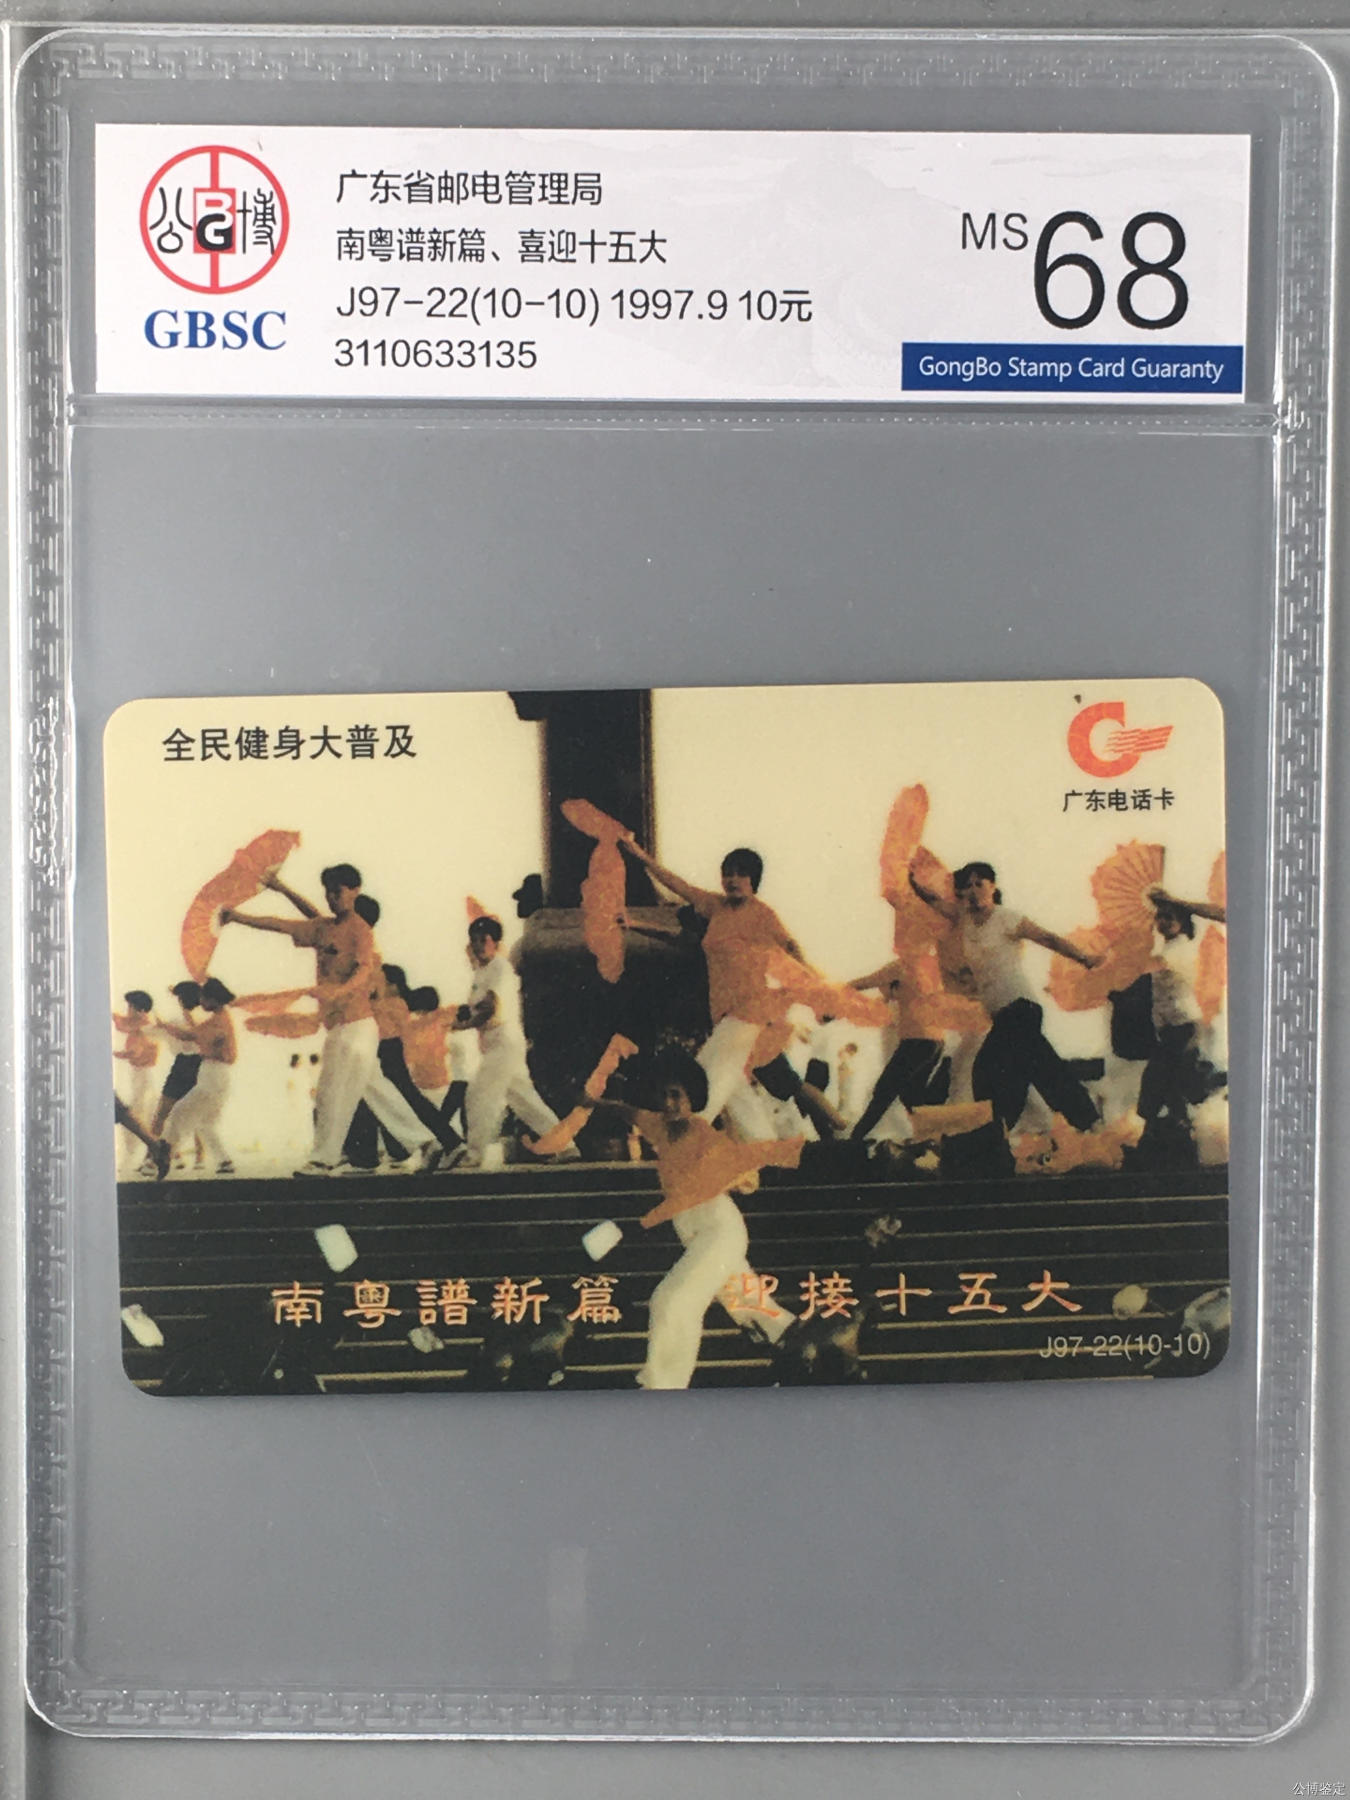 公博
BG
GBSC
广东省邮电管理局
南粤谱新篇、喜迎十五大
J97-22(10-10) 1997.9 10元
3110633135
MS 68
GongBo Stamp Card Guaranty
全民健身大普及
广东电话卡
南粤譜新篇 迎接十五大
J97-22(10-10)
公博鉴定